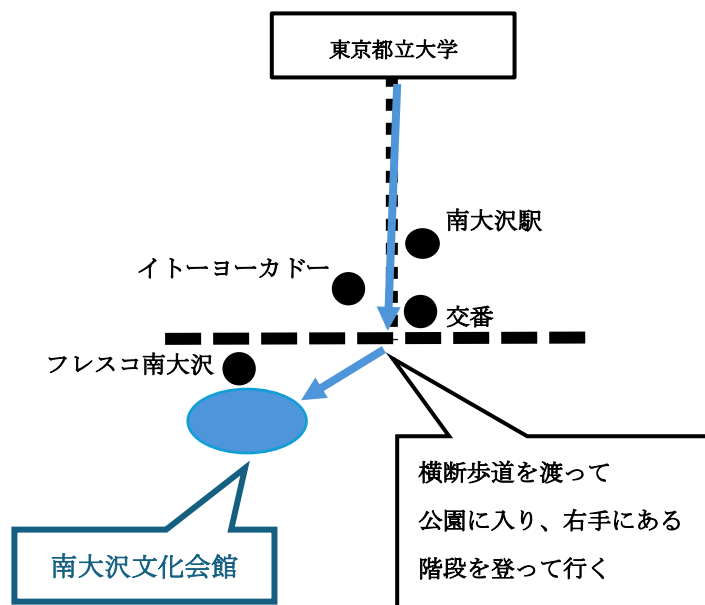 東京都立大学
南大沢駅
イトーヨーカドー
交番
フレスコ南大沢
横断歩道を渡って
公園に入り、右手にある
階段を登って行く
南大沢文化会館